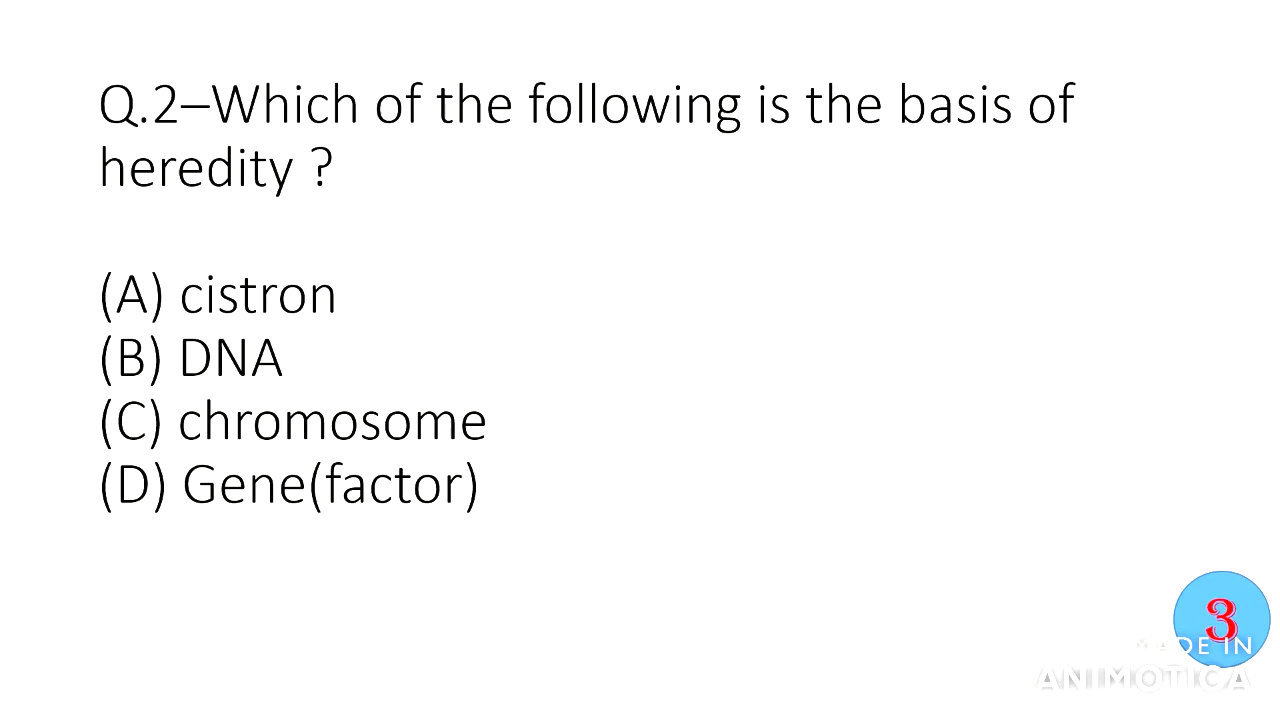 Q.2–Which of the following is the basis of
heredity ?
(A) cistron
(B) DNA
(C) chromosome
(D) Gene(factor)
3
MADE IN
ANIMOTICA